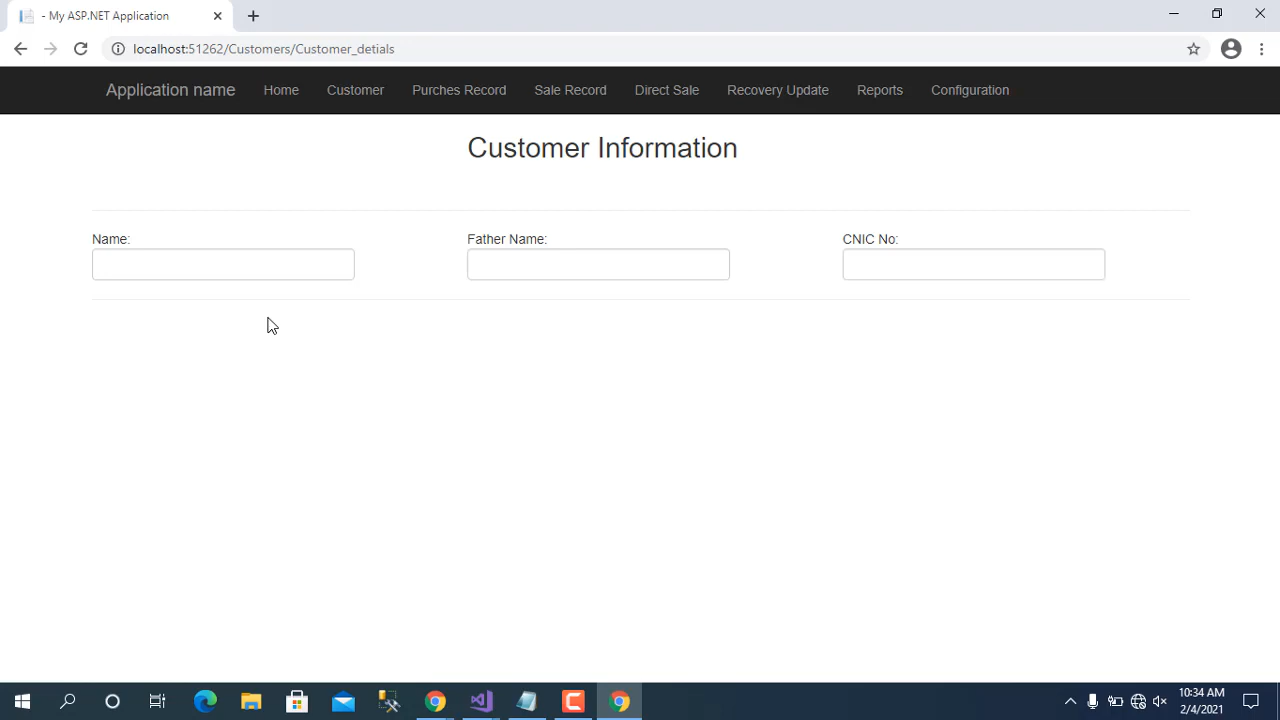 - My ASP.NET Application
localhost:51262/Customers/Customer_detials
Application name Home Customer Purches Record Sale Record Direct Sale Recovery Update Reports Configuration
Customer Information
Name: Father Name: CNIC No:
10:34 AM
2/4/2021